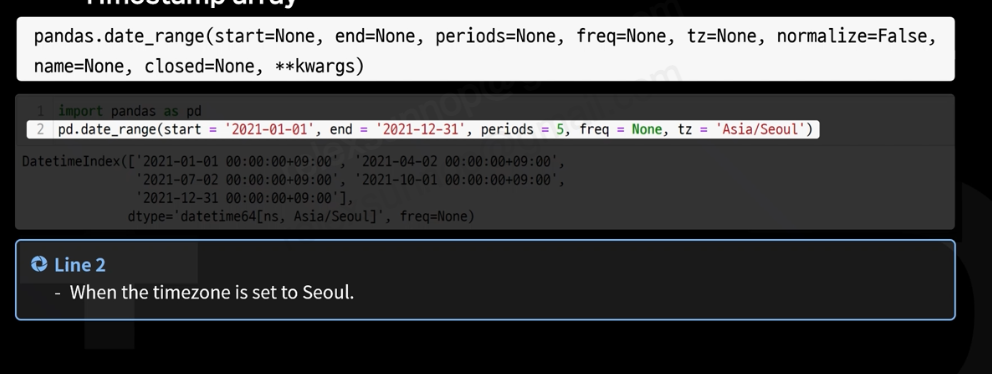 Timestamp array
pandas.date_range(start=None, end=None, periods=None, freq=None, tz=None, normalize=False,
name=None, closed=None, **kwargs)
1 import pandas as pd
2 pd.date_range(start = '2021-01-01', end = '2021-12-31', periods = 5, freq = None, tz = 'Asia/Seoul')
DatetimeIndex(['2021-01-01 00:00:00+09:00', '2021-04-02 00:00:00+09:00',
'2021-07-02 00:00:00+09:00', '2021-10-01 00:00:00+09:00',
'2021-12-31 00:00:00+09:00'],
dtype='datetime64[ns, Asia/Seoul]', freq=None)
Line 2
- When the timezone is set to Seoul.